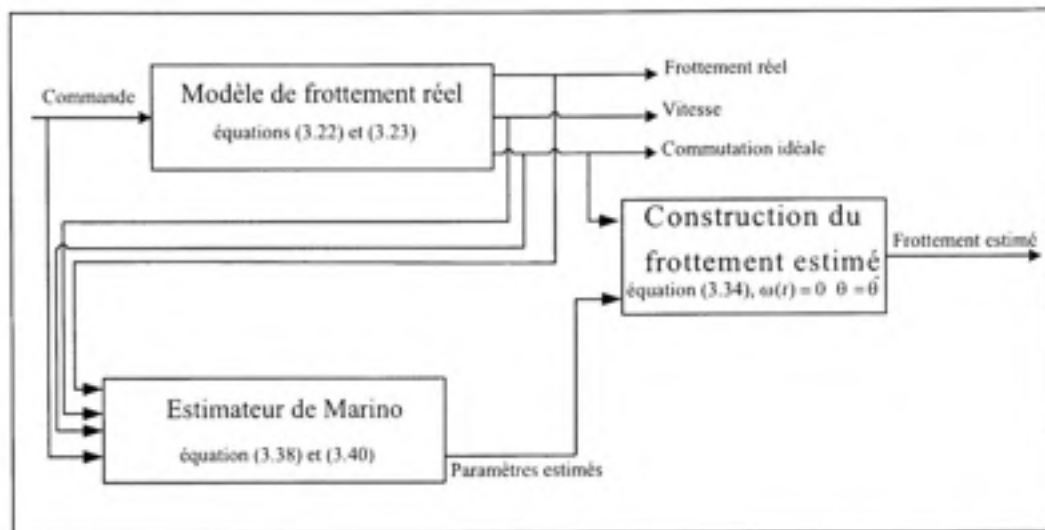 Frottement réel
Commande
Modèle de frottement réel
équations (3.22) et (3.23)
Vitesse
Commutation idéale
Construction du
frottement estimé
équation (3.34), ω(t) = 0 θ = θ̂
Frottement estimé
Estimateur de Marino
équation (3.38) et (3.40)
Paramètres estimés